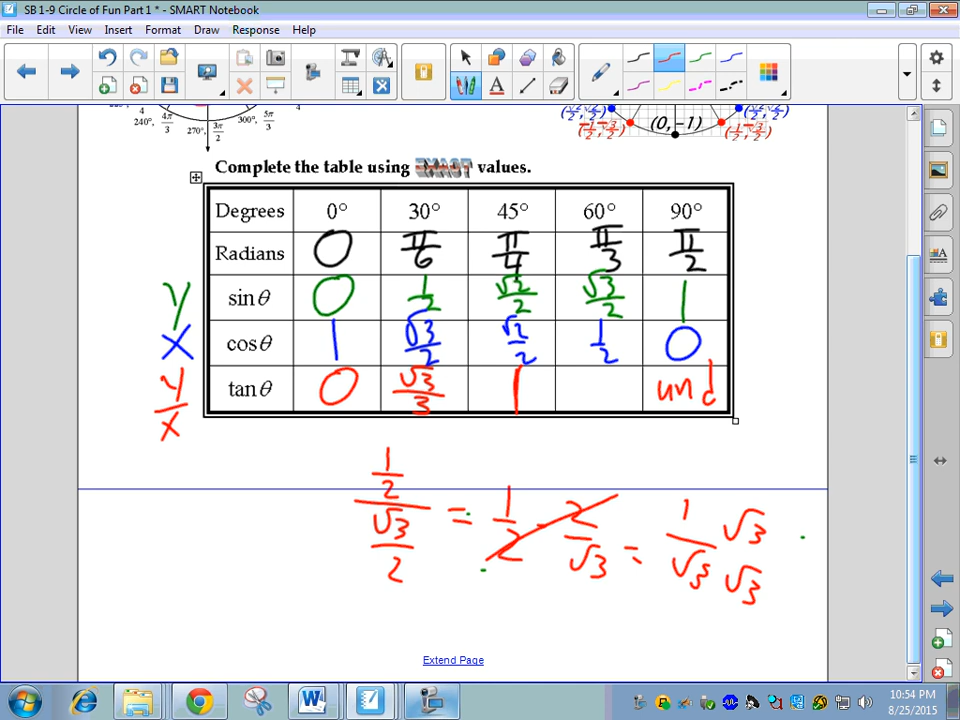 SB 1-9 Circle of Fun Part 1 * - SMART Notebook
File Edit View Insert Format Draw Response Help
240°, 4π/3
270°, 3π/2
300°, 5π/3
(0, −1)
Complete the table using EXACT values.
Degrees 0° 30° 45° 60° 90°
Radians 0 π/6 π/4 π/3 π/2
y sinθ 0 1/2 √2/2 √3/2 1
x cosθ 1 √3/2 √2/2 1/2 0
y/x tanθ 0 √3/3 1 und
1/2 / √3/2 = 1/2 · 2/√3 = 1/√3 √3/√3
Extend Page
10:54 PM
8/25/2015